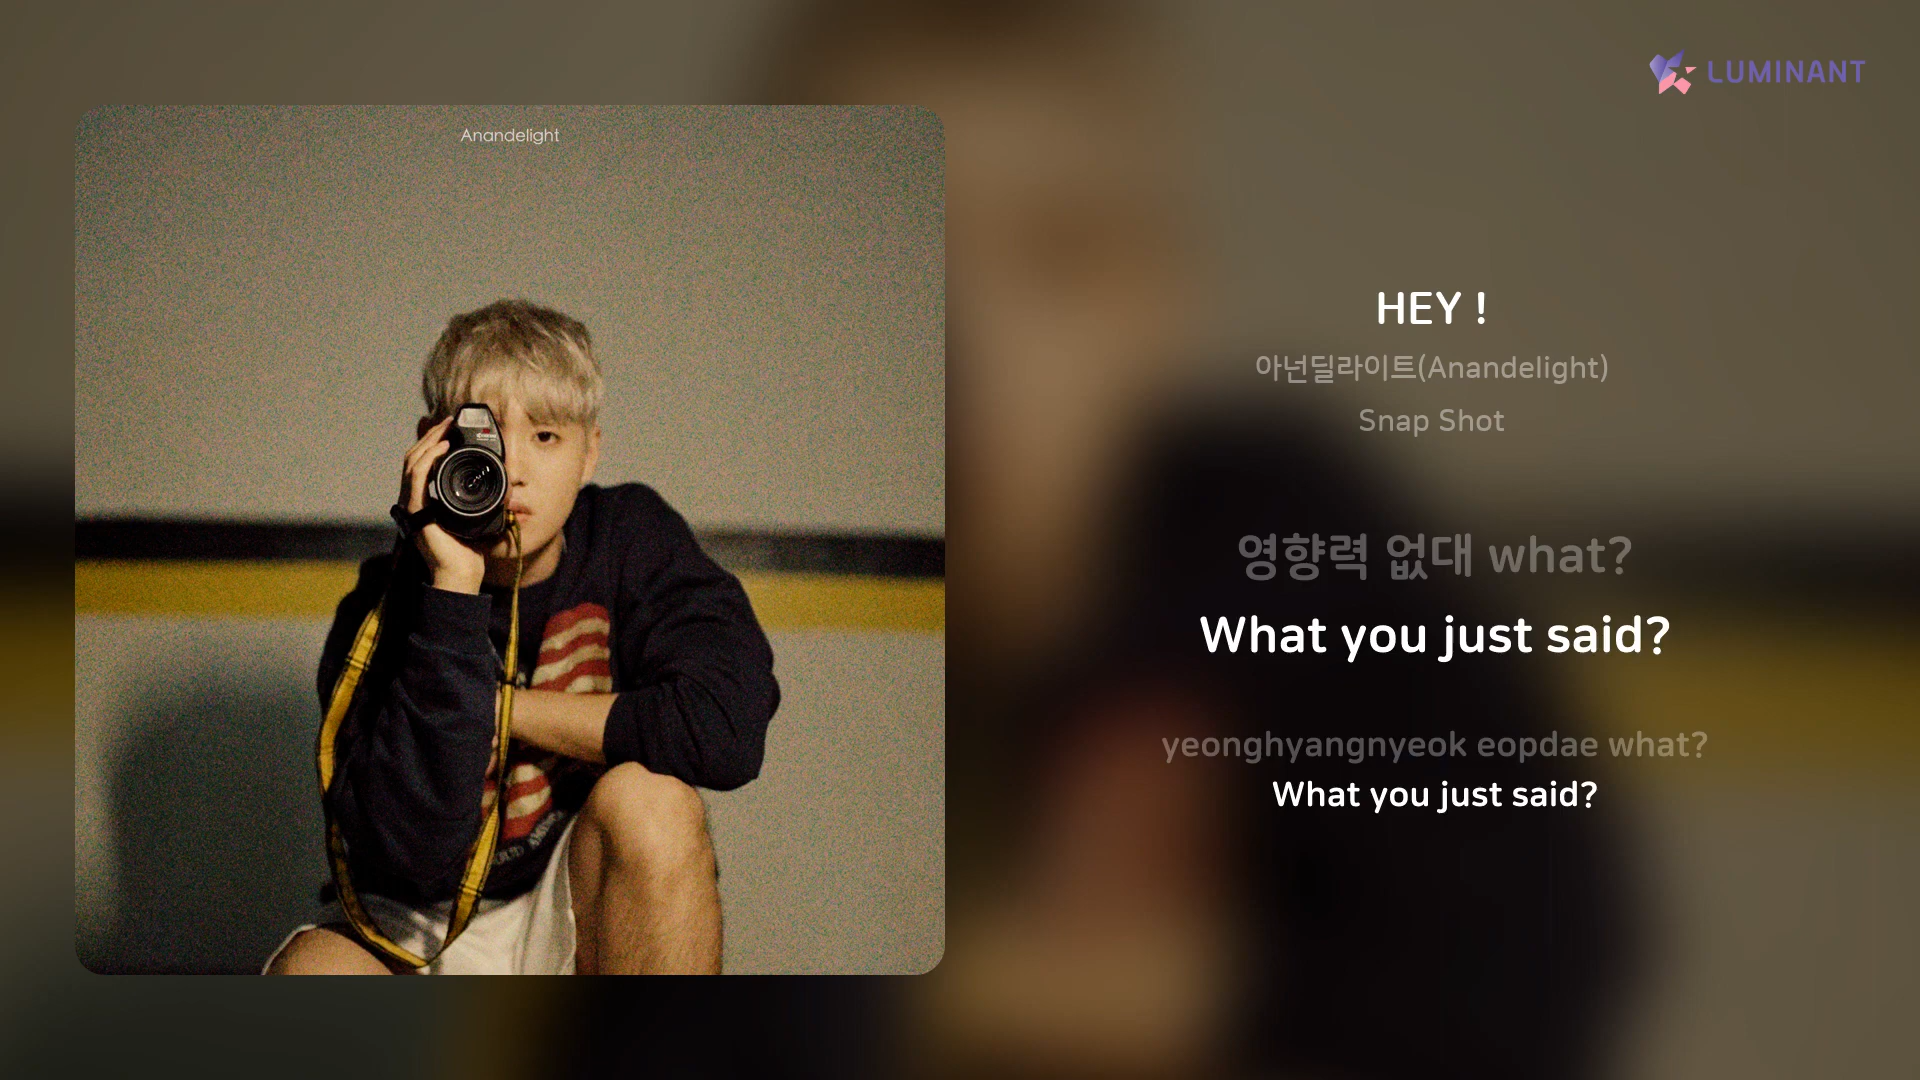 Anandelight
LUMINANT
HEY !
아넌딜라이트(Anandelight)
Snap Shot
영향력 없대 what?
What you just said?
yeonghyangnyeok eopdae what?
What you just said?